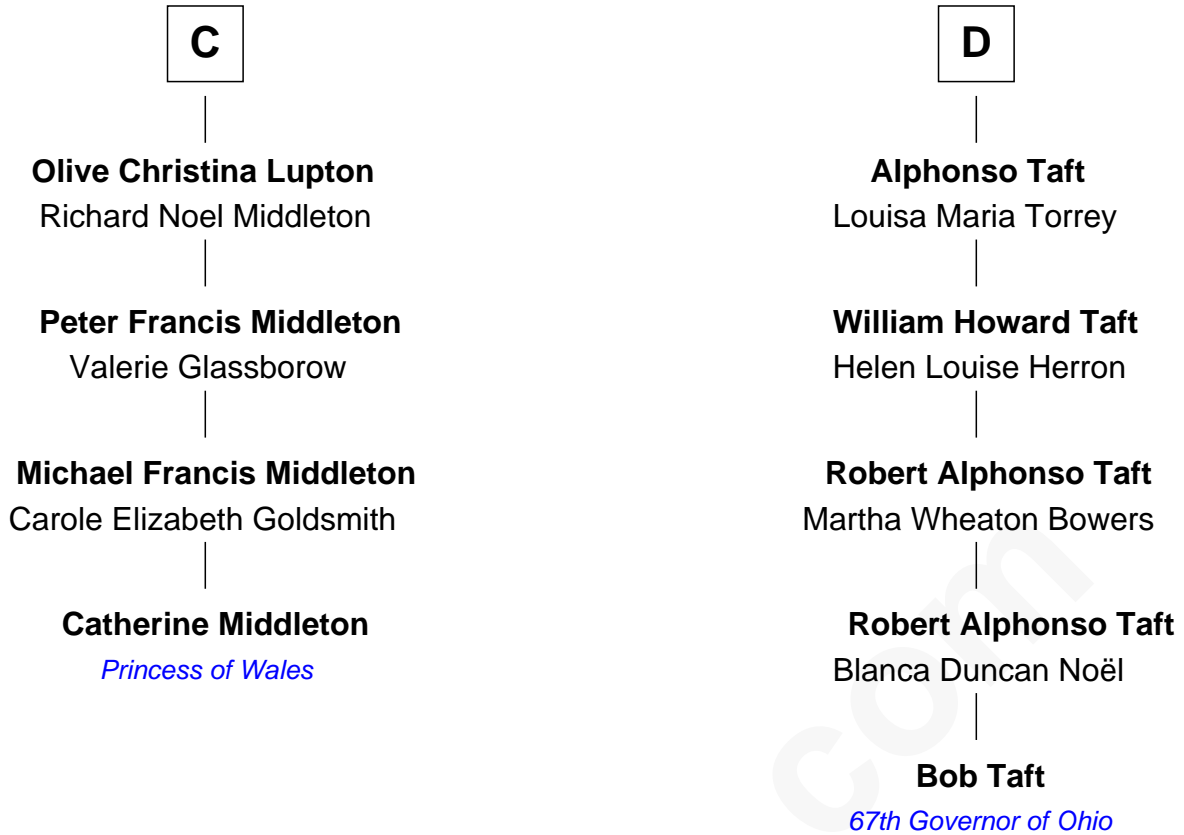 C
Olive Christina Lupton
Richard Noel Middleton
Peter Francis Middleton
Valerie Glassborow
Michael Francis Middleton
Carole Elizabeth Goldsmith
Catherine Middleton
Princess of Wales
D
Alphonso Taft
Louisa Maria Torrey
William Howard Taft
Helen Louise Herron
Robert Alphonso Taft
Martha Wheaton Bowers
Robert Alphonso Taft
Blanca Duncan Noël
Bob Taft
67th Governor of Ohio
com